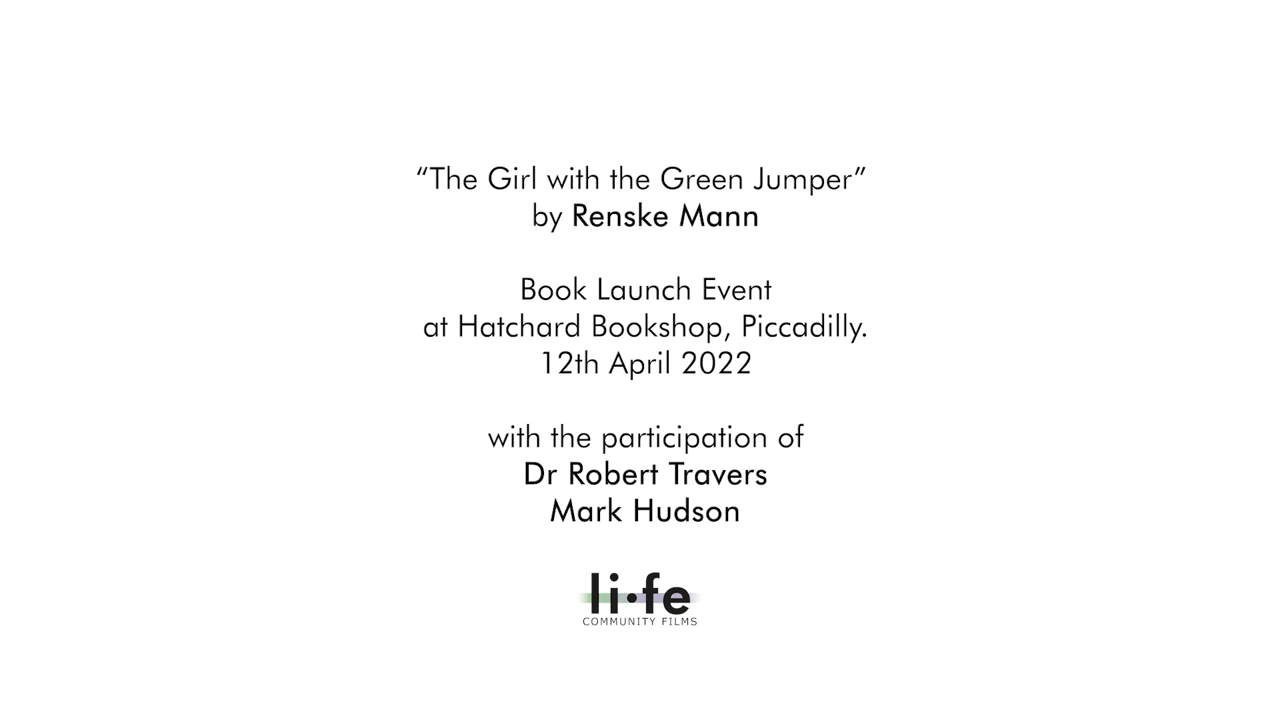 “The Girl with the Green Jumper”
by Renske Mann
Book Launch Event
at Hatchard Bookshop, Piccadilly.
12th April 2022
with the participation of
Dr Robert Travers
Mark Hudson
li·fe
COMMUNITY FILMS